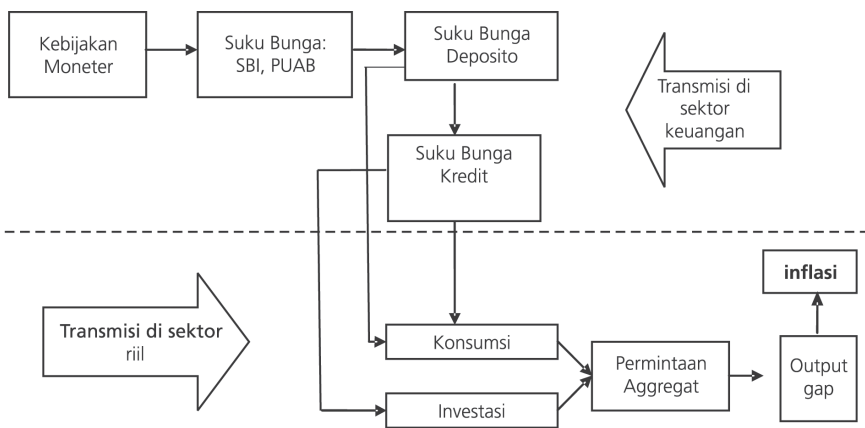 Kebijakan
Moneter
Suku Bunga:
SBI, PUAB
Suku Bunga
Deposito
Transmisi di
sektor
keuangan
Suku Bunga
Kredit
inflasi
Transmisi di sektor
riil
Konsumsi
Permintaan
Aggregat
Output
gap
Investasi